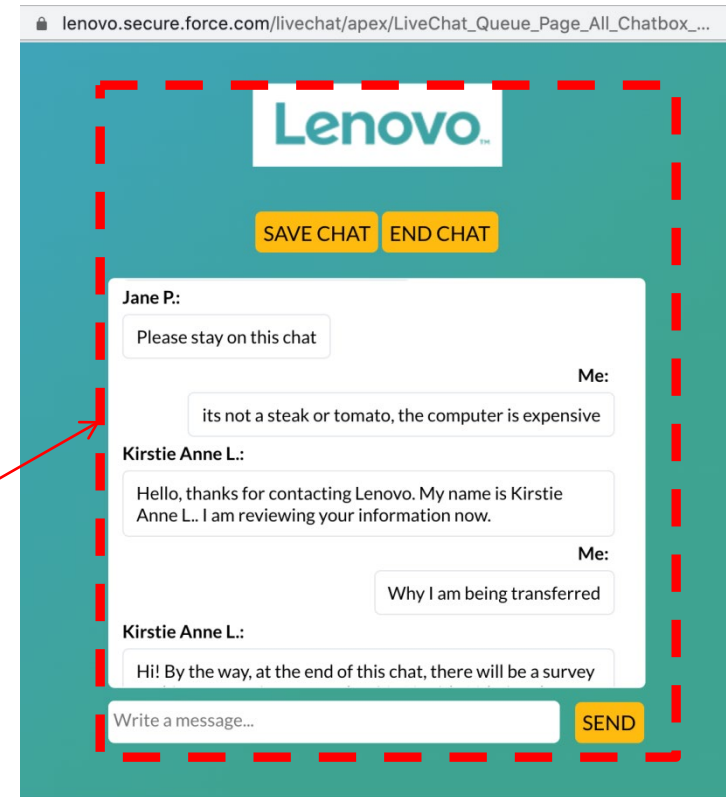 lenovo.secure.force.com/livechat/apex/LiveChat_Queue_Page_All_Chatbox_...
Lenovo™
SAVE CHAT END CHAT
Jane P.:
Please stay on this chat
Me:
its not a steak or tomato, the computer is expensive
Kirstie Anne L.:
Hello, thanks for contacting Lenovo. My name is Kirstie
Anne L.. I am reviewing your information now.
Me:
Why I am being transferred
Kirstie Anne L.:
Hi! By the way, at the end of this chat, there will be a survey
Write a message...
SEND